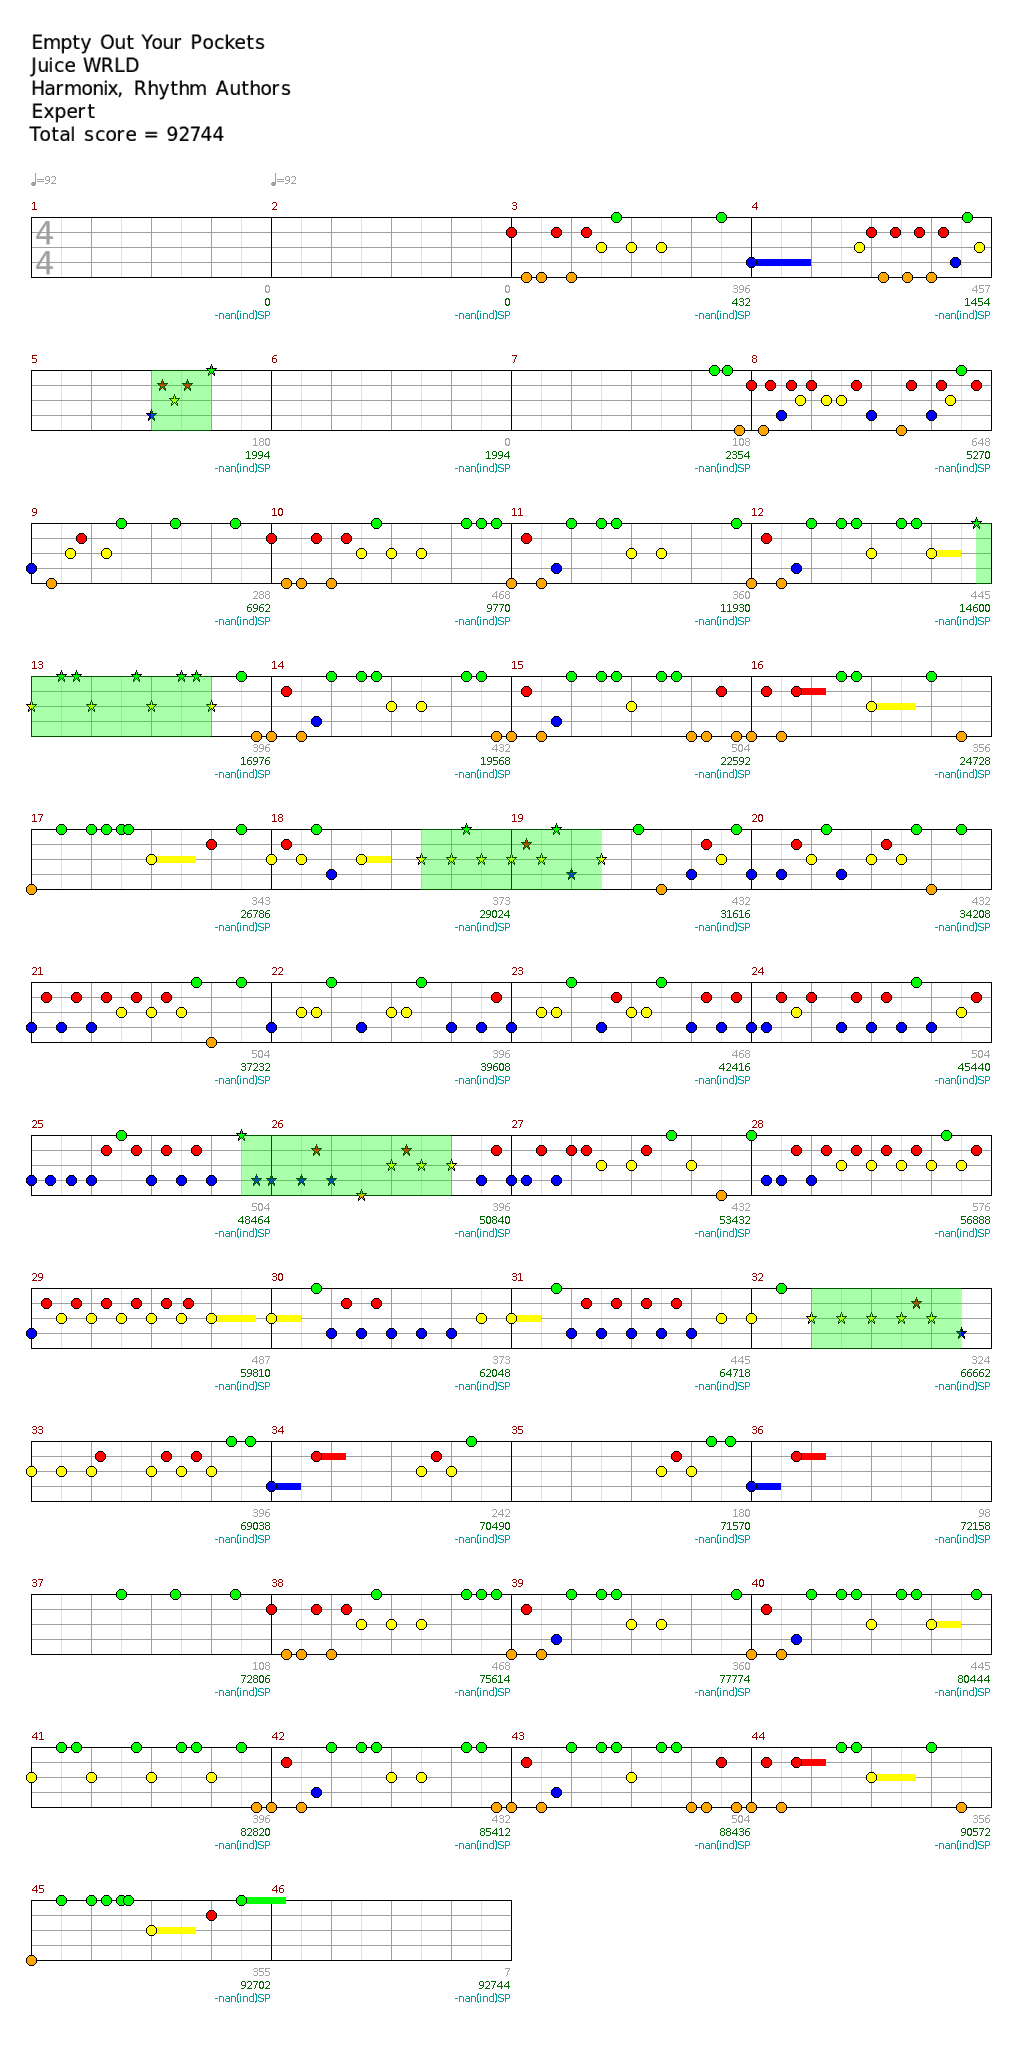 Empty Out Your Pockets
Juice WRLD
Harmonix, Rhythm Authors
Expert
Total score = 92744
♩=92 ♩=92
1 2 3 4
4
4
0 0 396 457
0 0 432 1454
-nan(ind)SP -nan(ind)SP -nan(ind)SP -nan(ind)SP
5 6 7 8
180 0 108 648
1994 1994 2354 5270
-nan(ind)SP -nan(ind)SP -nan(ind)SP -nan(ind)SP
9 10 11 12
288 468 360 445
6962 9770 11930 14600
-nan(ind)SP -nan(ind)SP -nan(ind)SP -nan(ind)SP
13 14 15 16
396 432 504 356
16976 19568 22592 24728
-nan(ind)SP -nan(ind)SP -nan(ind)SP -nan(ind)SP
17 18 19 20
343 373 432 432
26786 29024 31616 34208
-nan(ind)SP -nan(ind)SP -nan(ind)SP -nan(ind)SP
21 22 23 24
504 396 468 504
37232 39608 42416 45440
-nan(ind)SP -nan(ind)SP -nan(ind)SP -nan(ind)SP
25 26 27 28
504 396 432 576
48464 50840 53432 56888
-nan(ind)SP -nan(ind)SP -nan(ind)SP -nan(ind)SP
29 30 31 32
487 373 445 324
59810 62048 64718 66662
-nan(ind)SP -nan(ind)SP -nan(ind)SP -nan(ind)SP
33 34 35 36
396 242 180 98
69038 70490 71570 72158
-nan(ind)SP -nan(ind)SP -nan(ind)SP -nan(ind)SP
37 38 39 40
108 468 360 445
72806 75614 77774 80444
-nan(ind)SP -nan(ind)SP -nan(ind)SP -nan(ind)SP
41 42 43 44
396 432 504 356
82820 85412 88436 90572
-nan(ind)SP -nan(ind)SP -nan(ind)SP -nan(ind)SP
45 46
355 7
92702 92744
-nan(ind)SP -nan(ind)SP